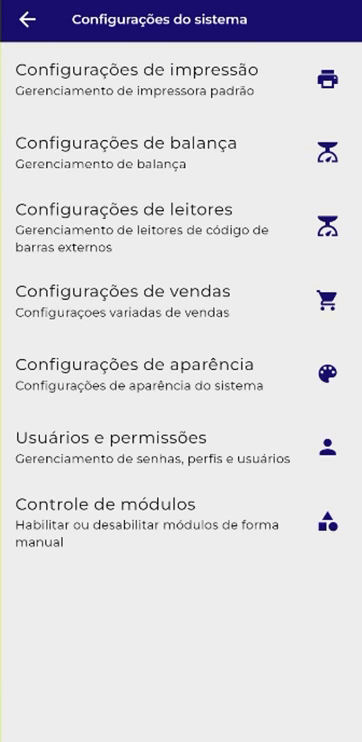 Configurações do sistema
Configurações de impressão
Gerenciamento de impressora padrão
Configurações de balança
Gerenciamento de balança
Configurações de leitores
Gerenciamento de leitores de código de
barras externos
Configurações de vendas
Configuraçoes variadas de vendas
Configurações de aparência
Configurações de aparência do sistema
Usuários e permissões
Gerenciamento de senhas, perfis e usuários
Controle de módulos
Habilitar ou desabilitar módulos de forma
manual